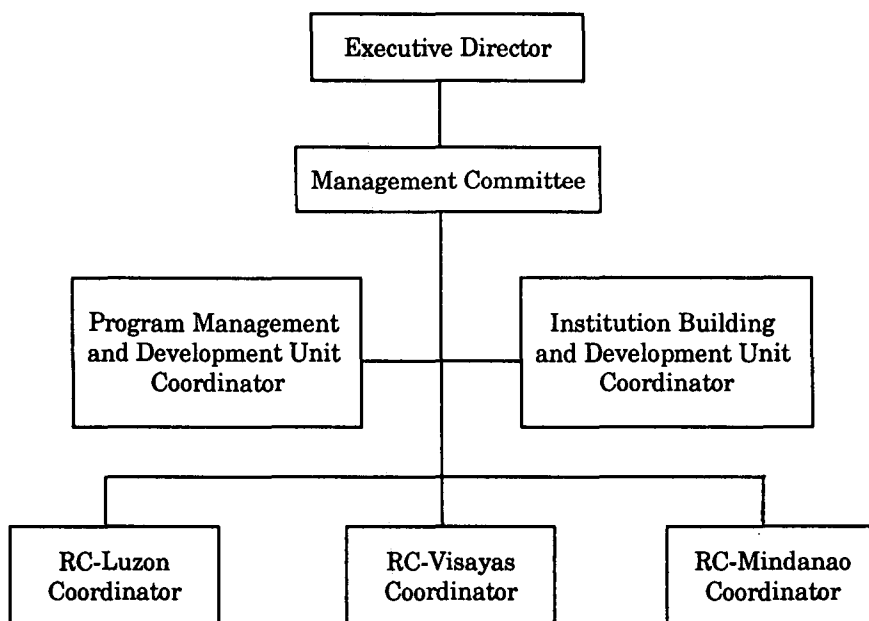 Executive Director
Management Committee
Program Management
and Development Unit
Coordinator
Institution Building
and Development Unit
Coordinator
RC-Luzon
Coordinator
RC-Visayas
Coordinator
RC-Mindanao
Coordinator